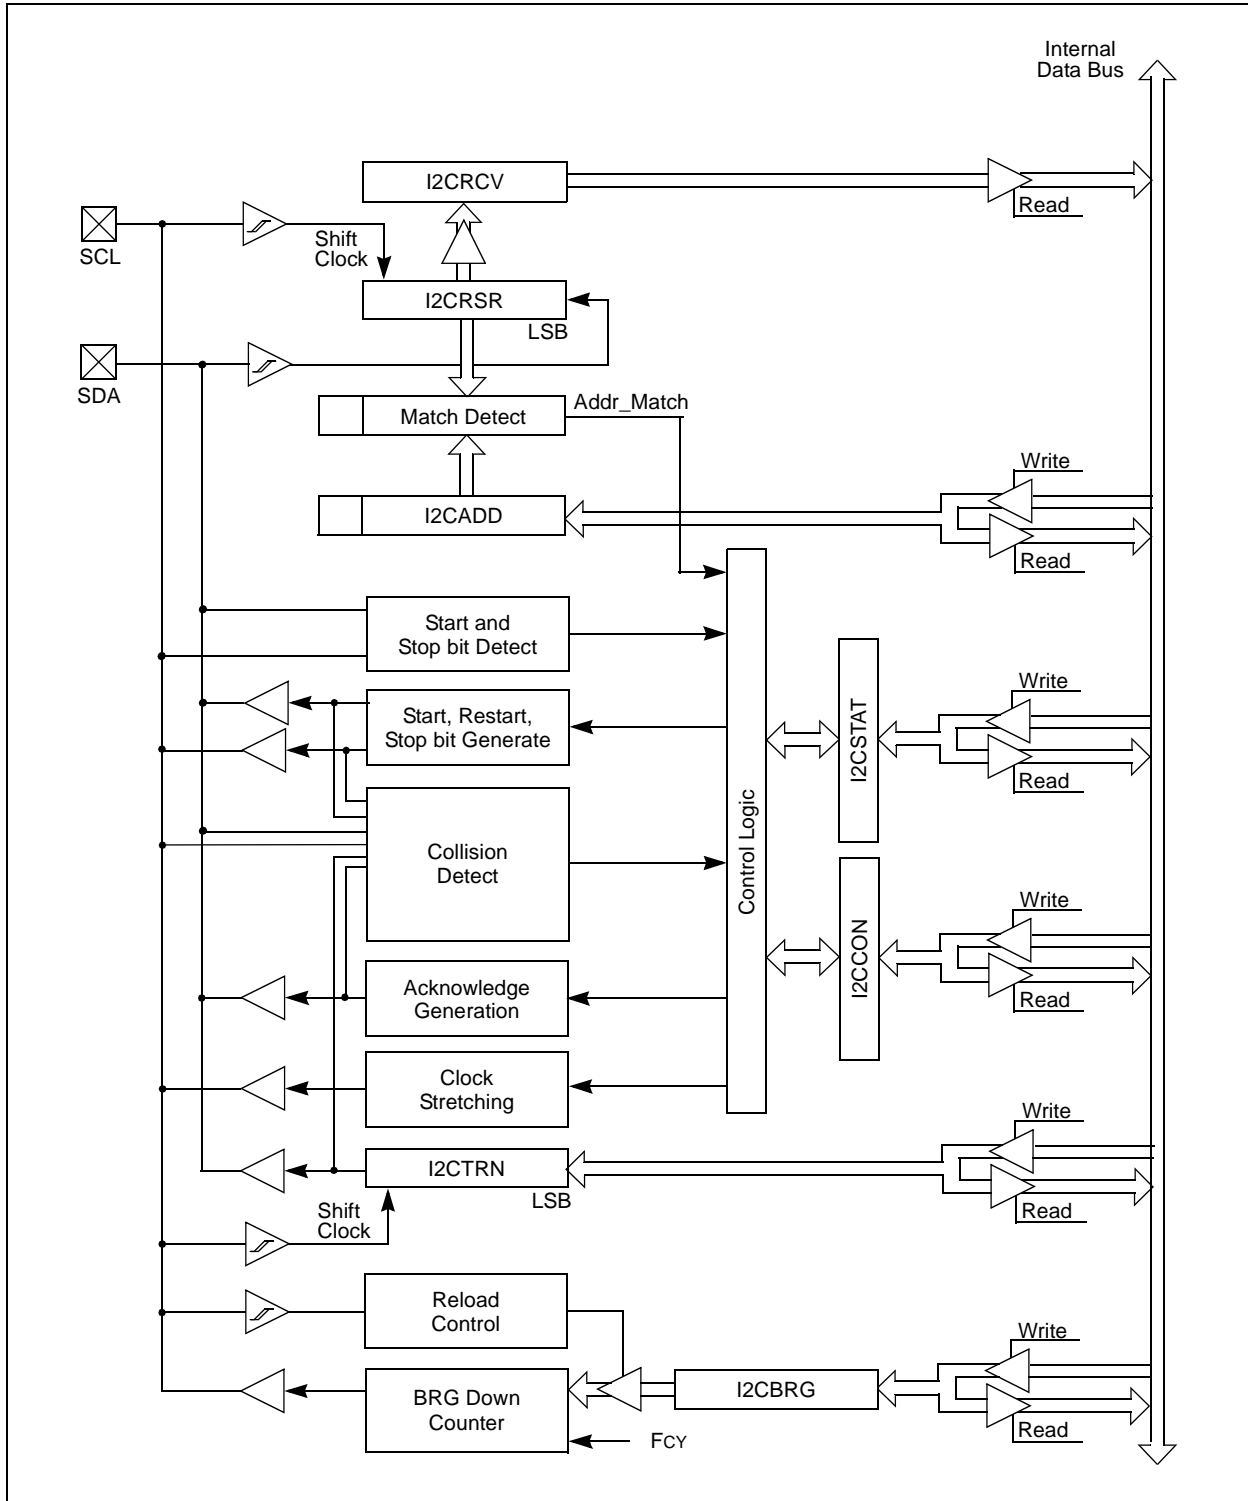 Internal
Data Bus
I2CRCV
Read
SCL
Shift
Clock
I2CRSR
LSB
SDA
Addr_Match
Match Detect
Write
I2CADD
Read
Start and
Stop bit Detect
Write
Start, Restart,
Stop bit Generate
I2CSTAT
Read
Control Logic
Collision
Detect
Write
I2CCON
Acknowledge
Generation
Read
Clock
Stretching
Write
I2CTRN
LSB
Read
Shift
Clock
Reload
Control
Write
I2CBRG
BRG Down
Counter
Read
FCY